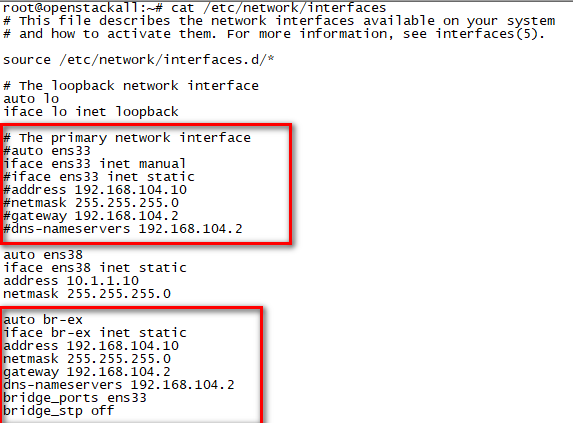 root@openstackall:~# cat /etc/network/interfaces
# This file describes the network interfaces available on your system
# and how to activate them. For more information, see interfaces(5).
source /etc/network/interfaces.d/*
# The loopback network interface
auto lo
iface lo inet loopback
# The primary network interface
#auto ens33
iface ens33 inet manual
#iface ens33 inet static
#address 192.168.104.10
#netmask 255.255.255.0
#gateway 192.168.104.2
#dns-nameservers 192.168.104.2
auto ens38
iface ens38 inet static
address 10.1.1.10
netmask 255.255.255.0
auto br-ex
iface br-ex inet static
address 192.168.104.10
netmask 255.255.255.0
gateway 192.168.104.2
dns-nameservers 192.168.104.2
bridge_ports ens33
bridge_stp off